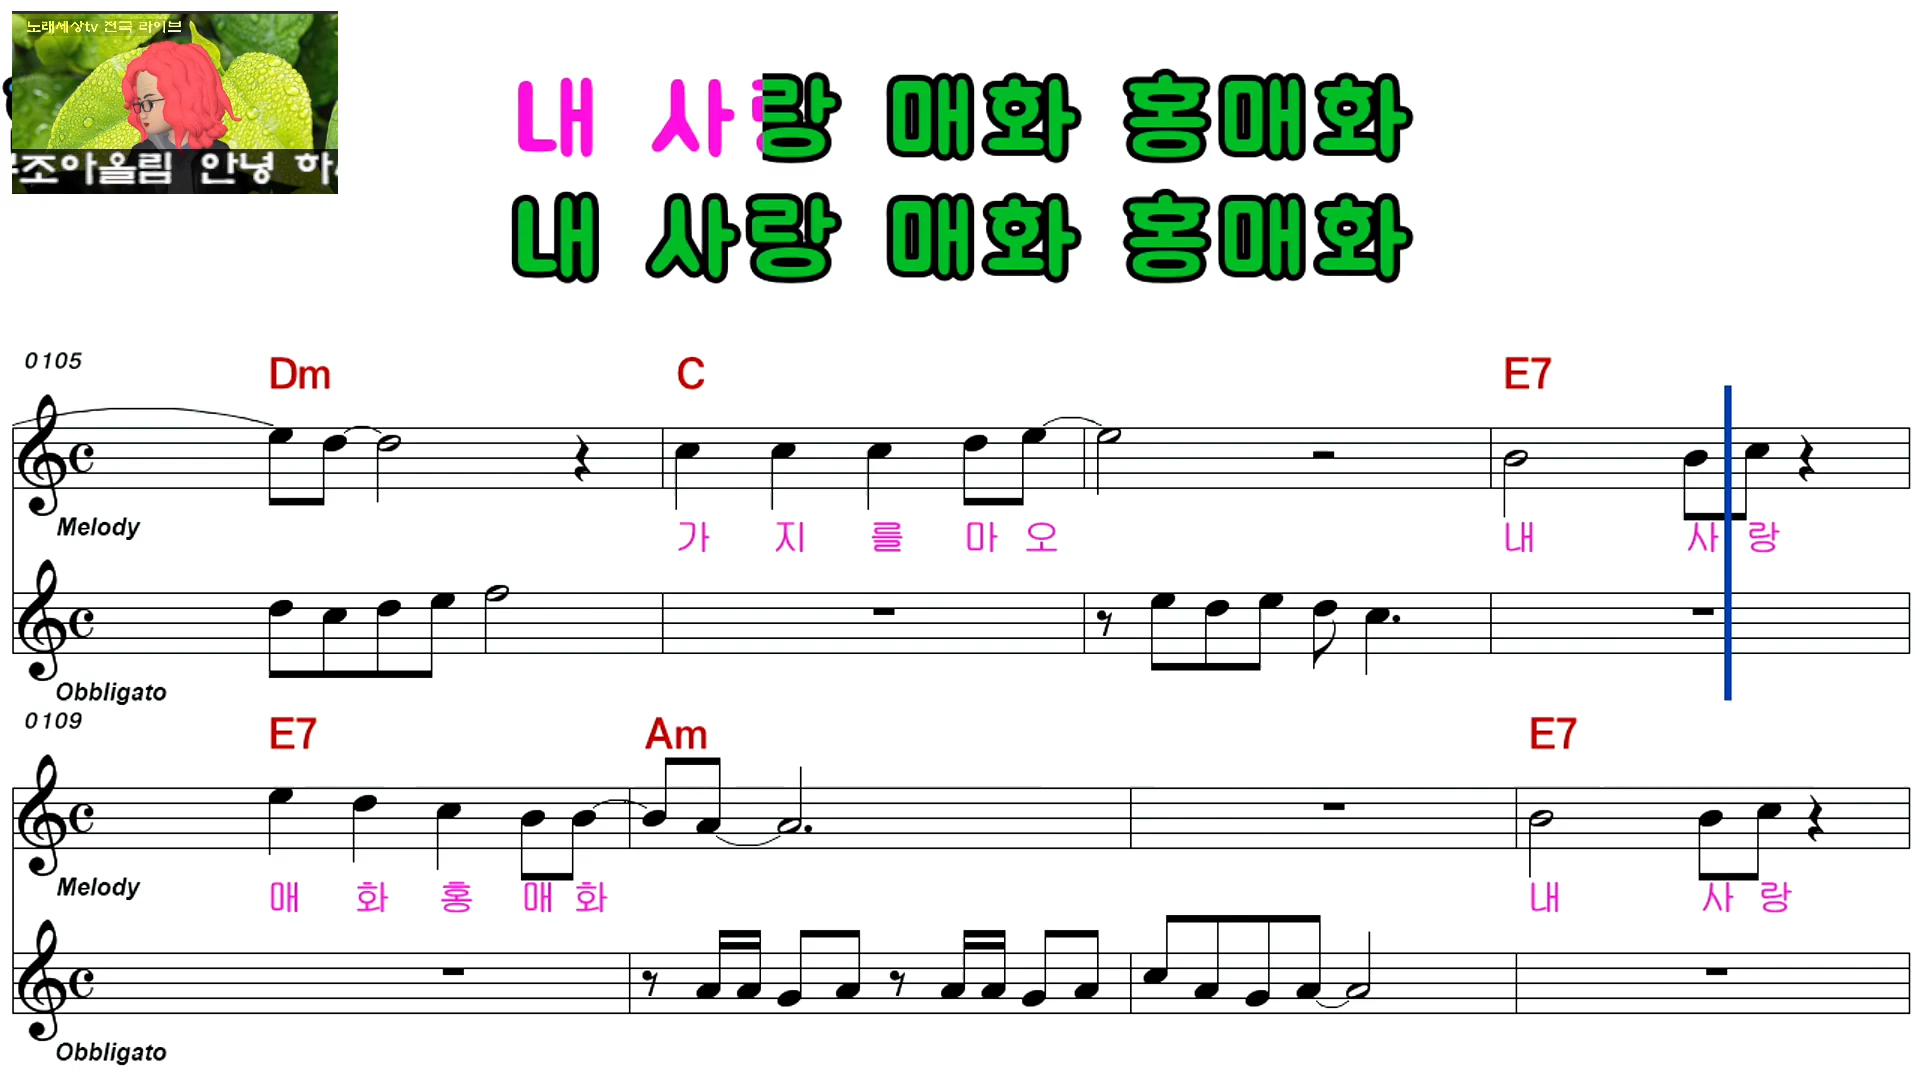 노래세상tv 전국 라이브
조아올림 안녕
내 사랑 매화 홍매화
내 사랑 매화 홍매화
0105
Dm C E7
Melody
가 지 를 마 오 내 사 랑
Obbligato
0109
E7 Am E7
Melody
매 화 홍 매 화 내 사 랑
Obbligato